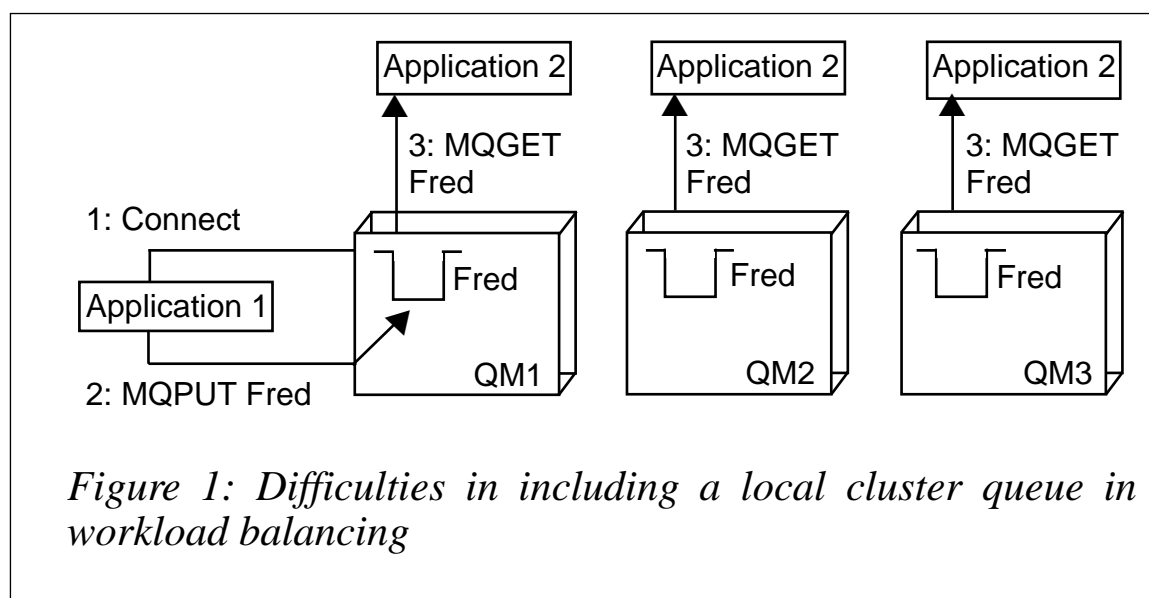 Application 2
Application 2
Application 2
3: MQGET
Fred
3: MQGET
Fred
3: MQGET
Fred
1: Connect
Application 1
2: MQPUT Fred
Fred
QM1
Fred
QM2
Fred
QM3
Figure 1: Difficulties in including a local cluster queue in
workload balancing